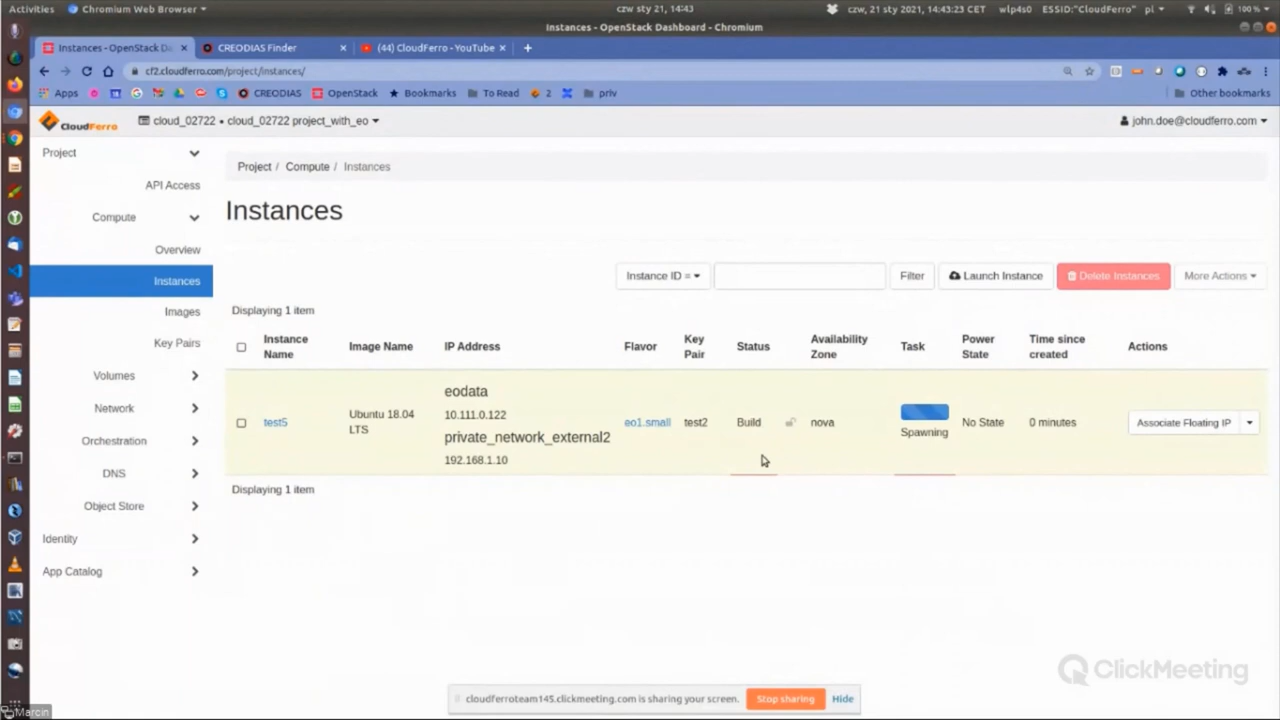 Activities
Chromium Web Browser
czw sty 21, 14:43
czw, 21 sty 2021, 14:43:23 CET
wlp4s0
ESSID:"CloudFerro"
pl
100 %
Instances - OpenStack Dashboard - Chromium
Instances - OpenStack Da
CREODIAS Finder
(44) CloudFerro - YouTube
cf2.cloudferro.com/project/instances/
Apps
CREODIAS
OpenStack
Bookmarks
To Read
2
priv
Other bookmarks
CloudFerro
cloud_02722 • cloud_02722 project_with_eo
john.doe@cloudferro.com
Project
API Access
Compute
Overview
Instances
Images
Key Pairs
Volumes
Network
Orchestration
DNS
Object Store
Identity
App Catalog
Project / Compute / Instances
Instances
Instance ID =
Filter
Launch Instance
Delete Instances
More Actions
Displaying 1 item
Instance Name
Image Name
IP Address
Flavor
Key Pair
Status
Availability Zone
Task
Power State
Time since created
Actions
test5
Ubuntu 18.04 LTS
eodata
10.111.0.122
private_network_external2
192.168.1.10
eo1.small
test2
Build
nova
Spawning
No State
0 minutes
Associate Floating IP
Displaying 1 item
ClickMeeting
cloudferroteam145.clickmeeting.com is sharing your screen.
Stop sharing
Hide
Marcin